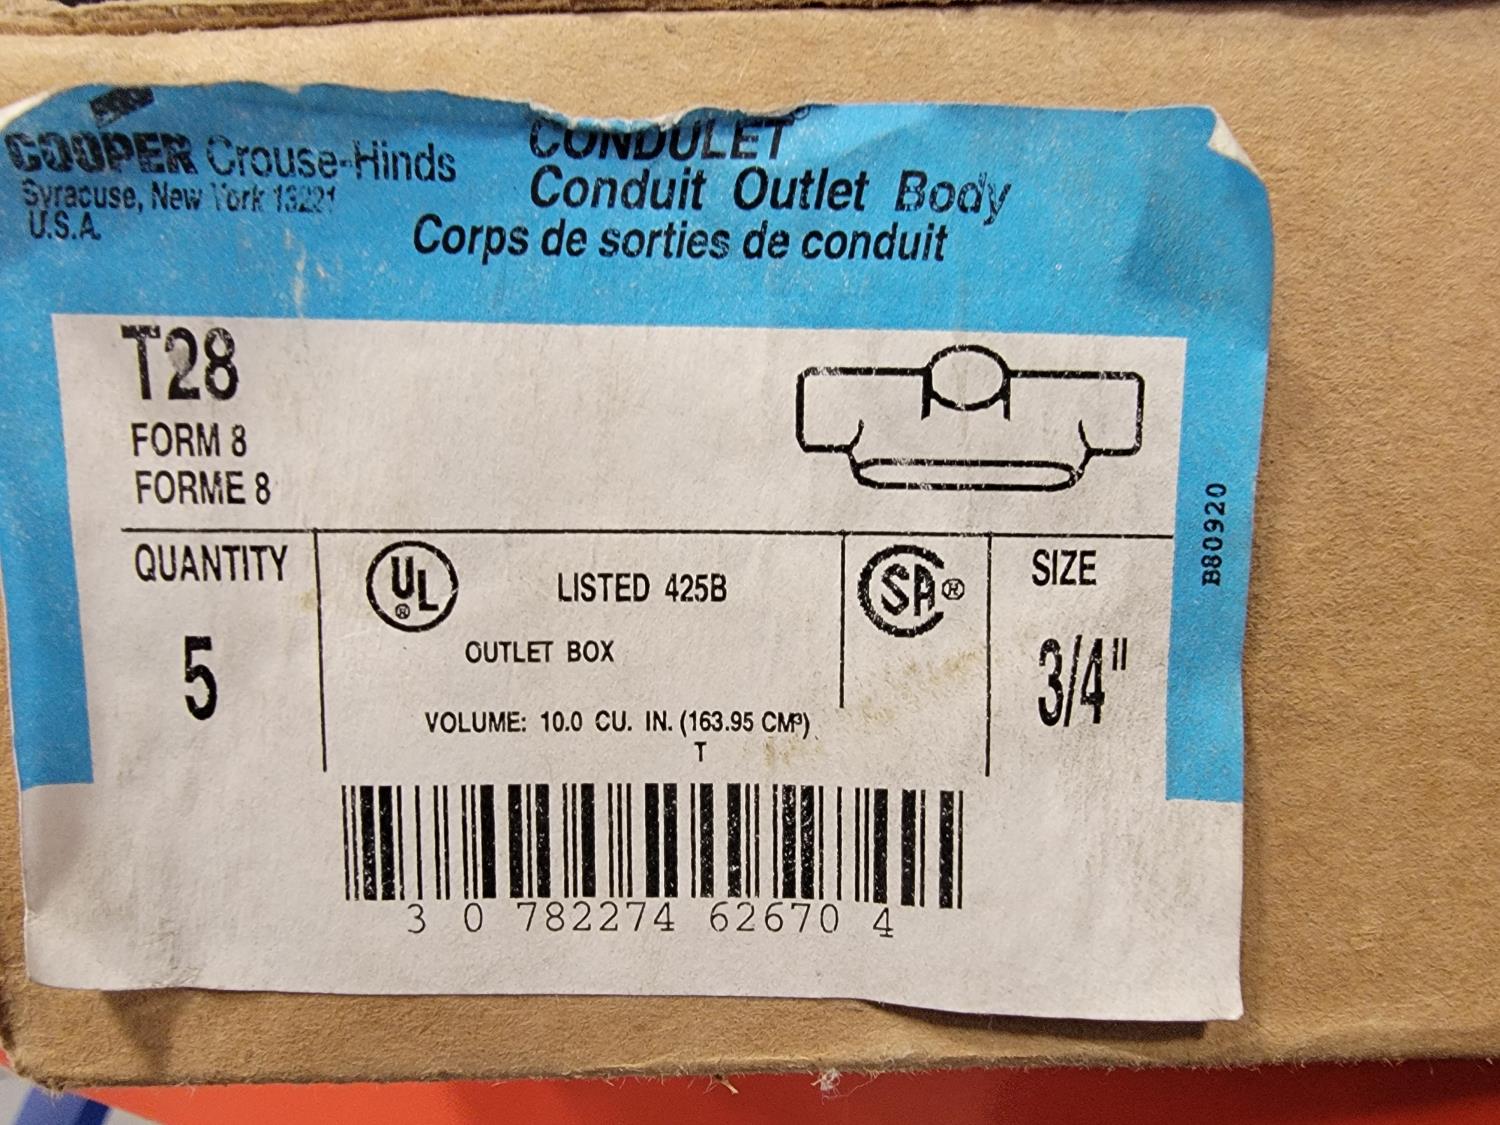 COOPER Crouse-Hinds
Syracuse, New York 13221
U.S.A.
CONDULET®
Conduit Outlet Body
Corps de sorties de conduit
T28
FORM 8
FORME 8
QUANTITY
5
UL®
LISTED 425B
OUTLET BOX
VOLUME: 10.0 CU. IN. (163.95 CM³)
T
SA®
SIZE
3/4"
B80920
3 0 782274 62670 4